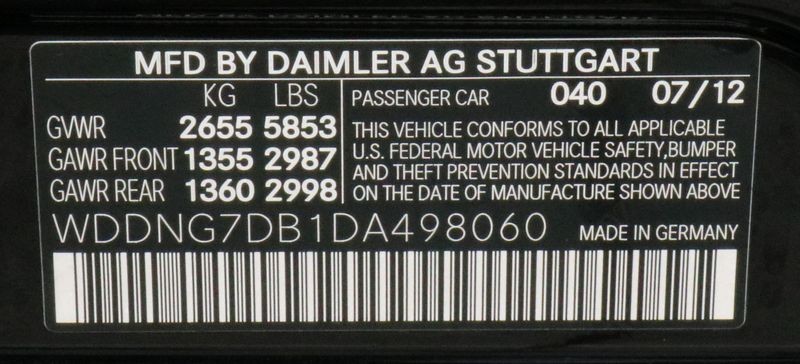 MFD BY DAIMLER AG STUTTGART
KG LBS
GVWR 2655 5853
GAWR FRONT 1355 2987
GAWR REAR 1360 2998
PASSENGER CAR 040 07/12
THIS VEHICLE CONFORMS TO ALL APPLICABLE
U.S. FEDERAL MOTOR VEHICLE SAFETY,BUMPER
AND THEFT PREVENTION STANDARDS IN EFFECT
ON THE DATE OF MANUFACTURE SHOWN ABOVE
WDDNG7DB1DA498060 MADE IN GERMANY